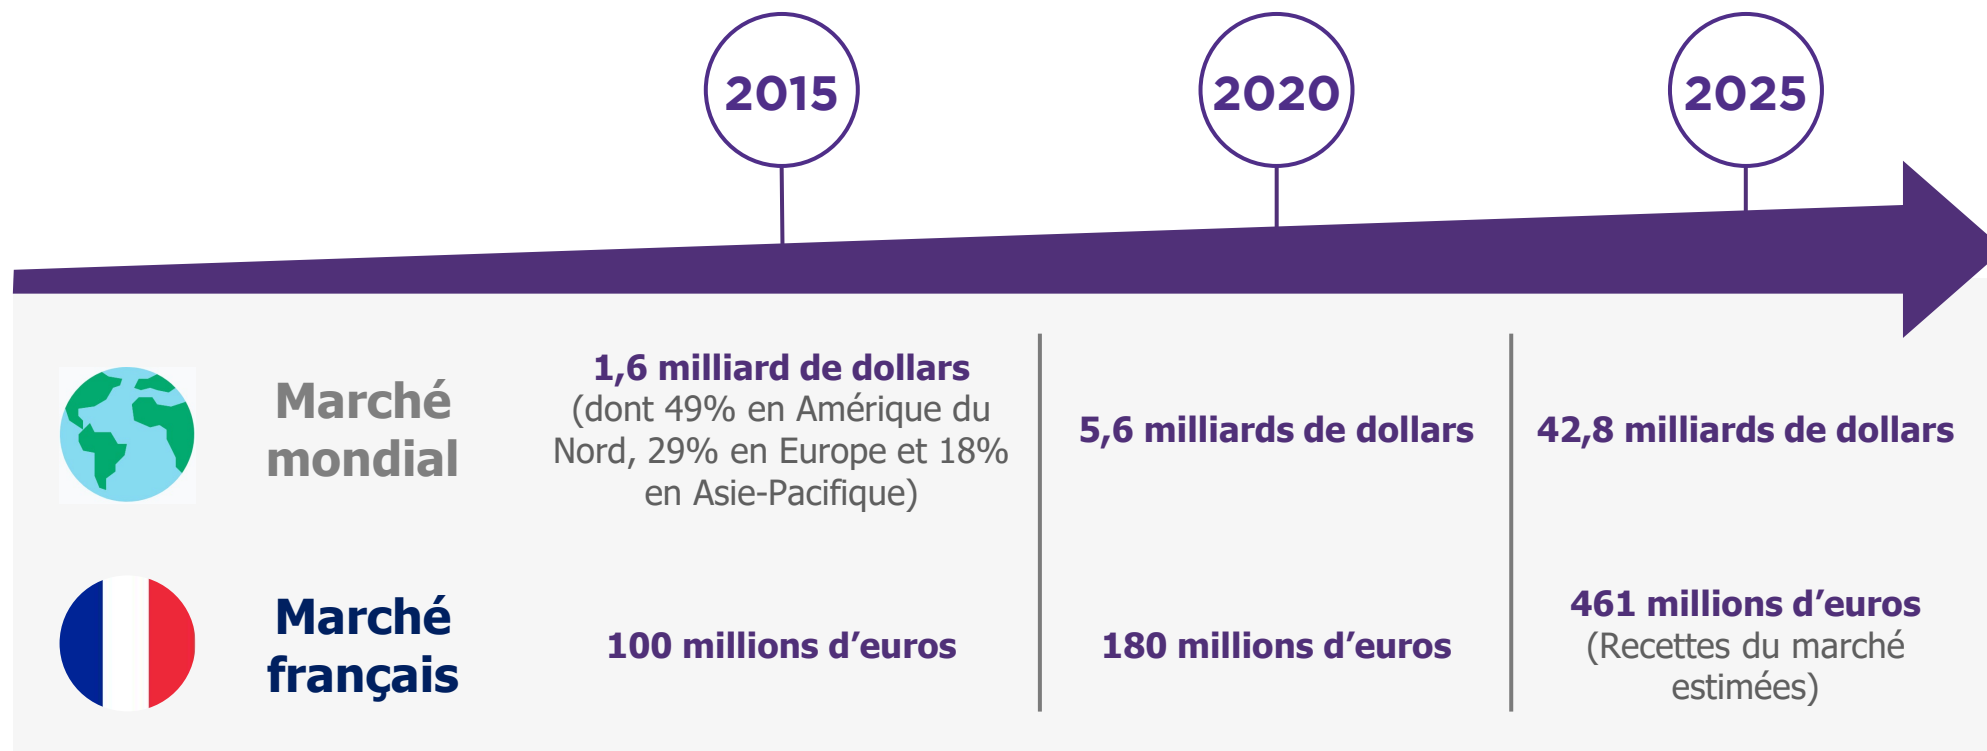 2015
2020
2025
Marché
mondial
1,6 milliard de dollars
(dont 49% en Amérique du
Nord, 29% en Europe et 18%
en Asie-Pacifique)
5,6 milliards de dollars
42,8 milliards de dollars
Marché
français
100 millions d’euros
180 millions d’euros
461 millions d’euros
(Recettes du marché
estimées)